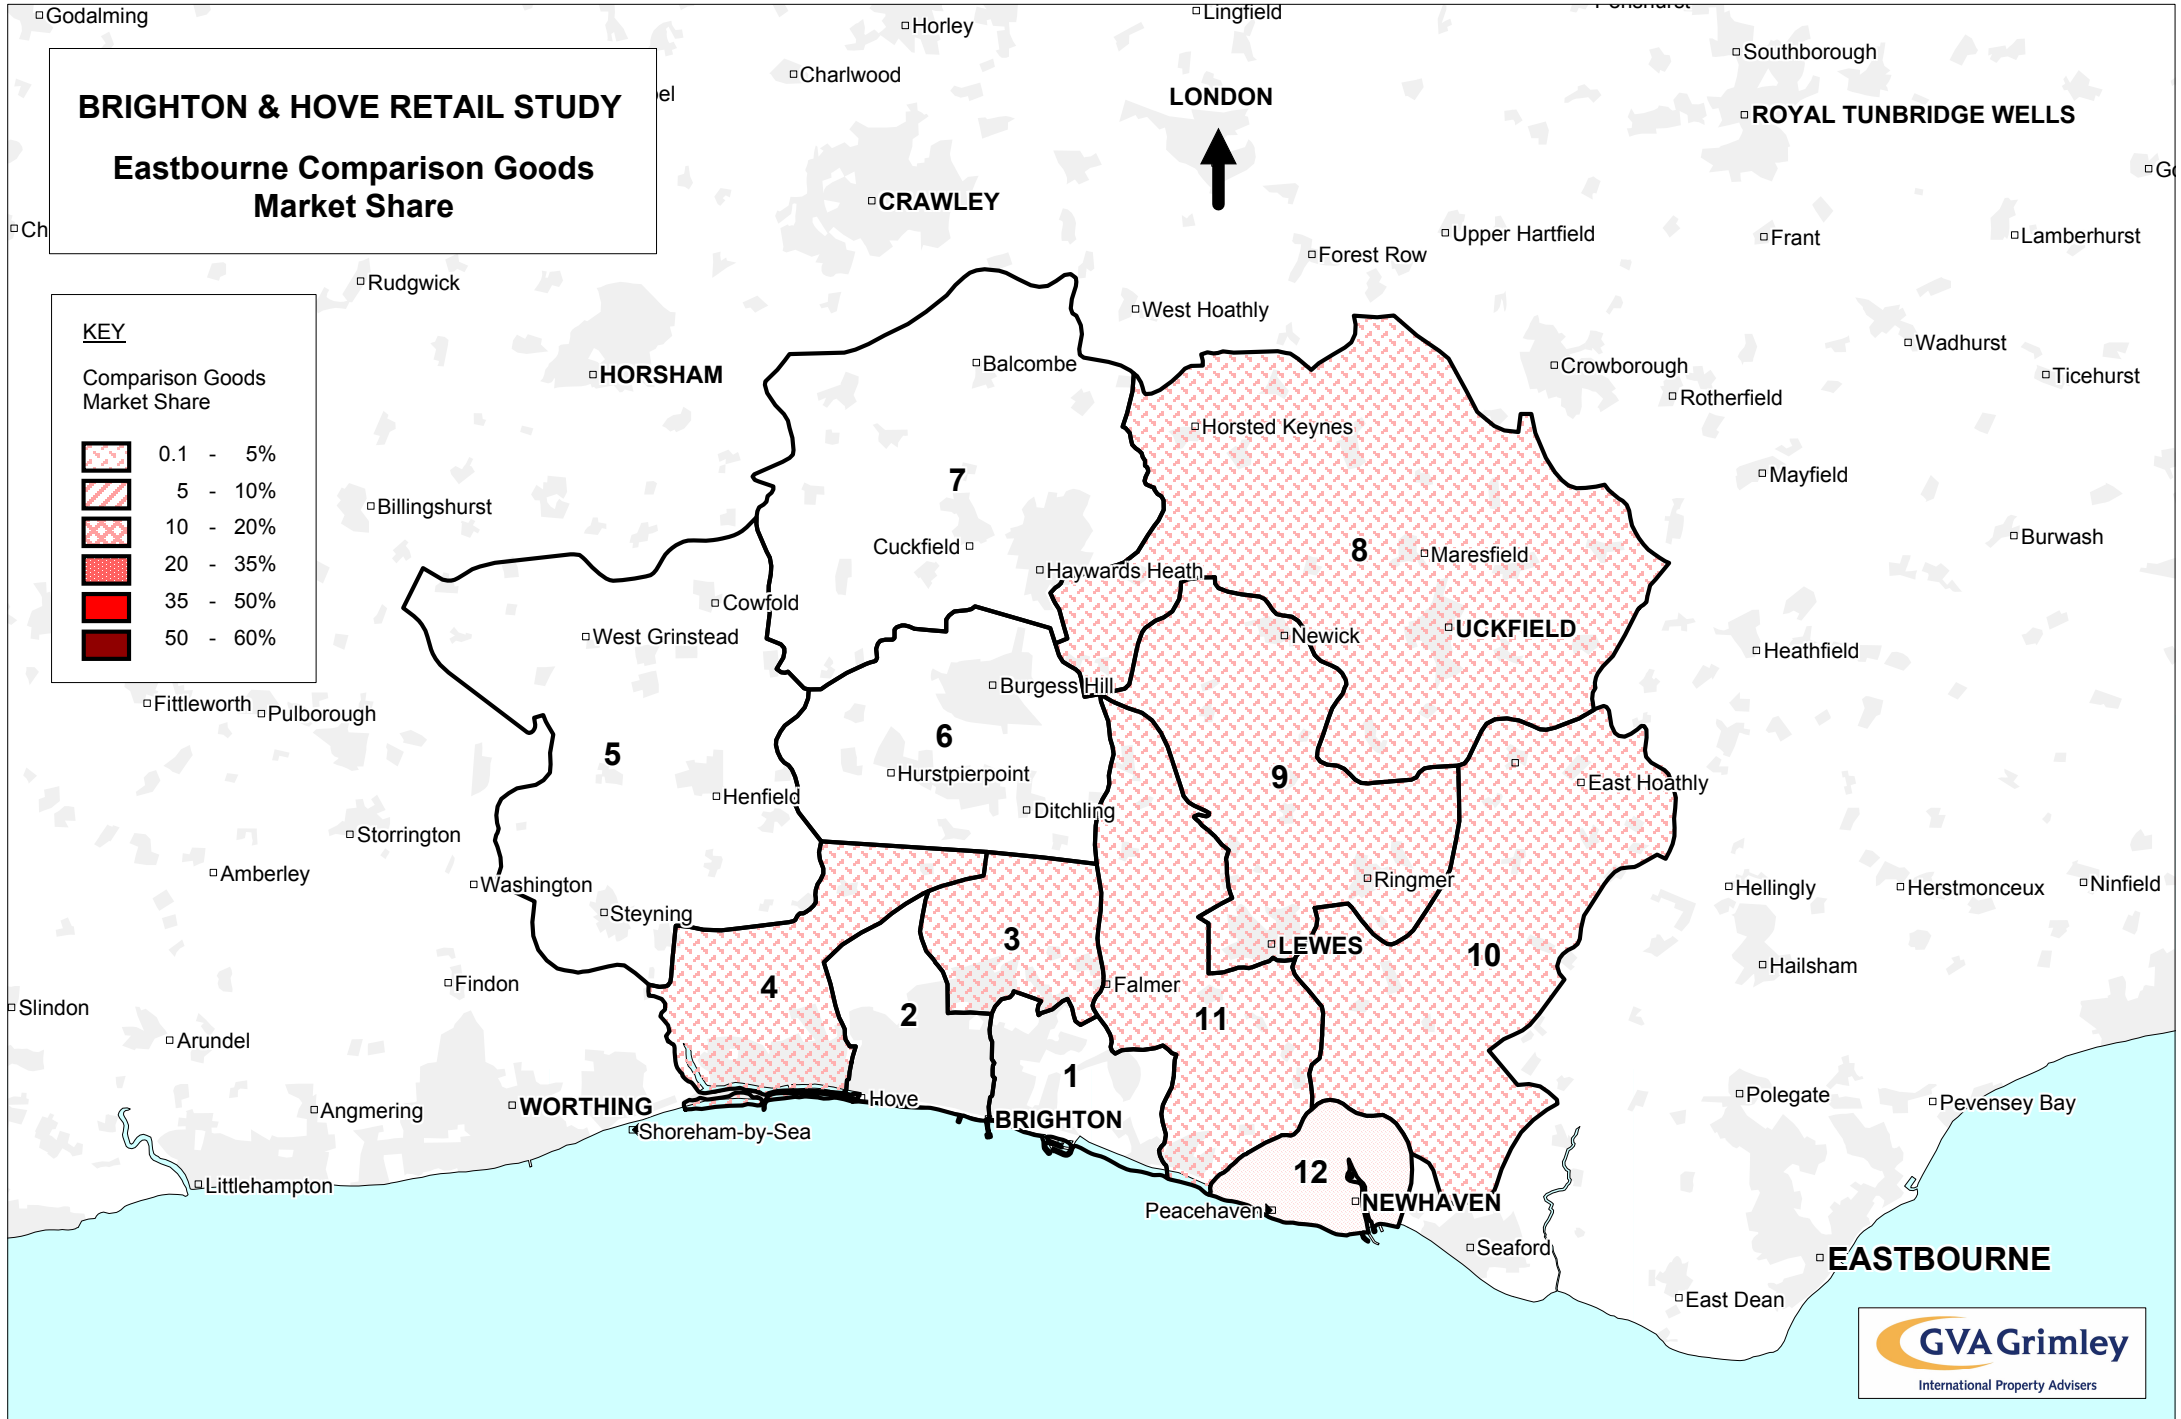 Godalming
Horley
Lingfield
Southborough
Charlwood
BRIGHTON & HOVE RETAIL STUDY
Eastbourne Comparison Goods
Market Share
LONDON
ROYAL TUNBRIDGE WELLS
CRAWLEY
Upper Hartfield
Frant
Lamberhurst
Forest Row
Rudgwick
West Hoathly
KEY
Comparison Goods
Market Share
0.1 - 5%
5 - 10%
10 - 20%
20 - 35%
35 - 50%
50 - 60%
Wadhurst
Balcombe
Crowborough
HORSHAM
Ticehurst
Rotherfield
Horsted Keynes
Mayfield
7
Billingshurst
Burwash
Cuckfield
8
Maresfield
Haywards Heath
Cowfold
West Grinstead
Newick
UCKFIELD
Heathfield
Burgess Hill
Fittleworth
Pulborough
6
5
Hurstpierpoint
9
East Hoathly
Henfield
Ditchling
Storrington
Amberley
Washington
Ringmer
Hellingly
Herstmonceux
Ninfield
Steyning
3
LEWES
10
Hailsham
Findon
4
Falmer
Slindon
2
11
Arundel
1
Polegate
Hove
Pevensey Bay
Angmering
WORTHING
BRIGHTON
Shoreham-by-Sea
12
Littlehampton
NEWHAVEN
Peacehaven
Seaford
EASTBOURNE
East Dean
GVA Grimley
International Property Advisers